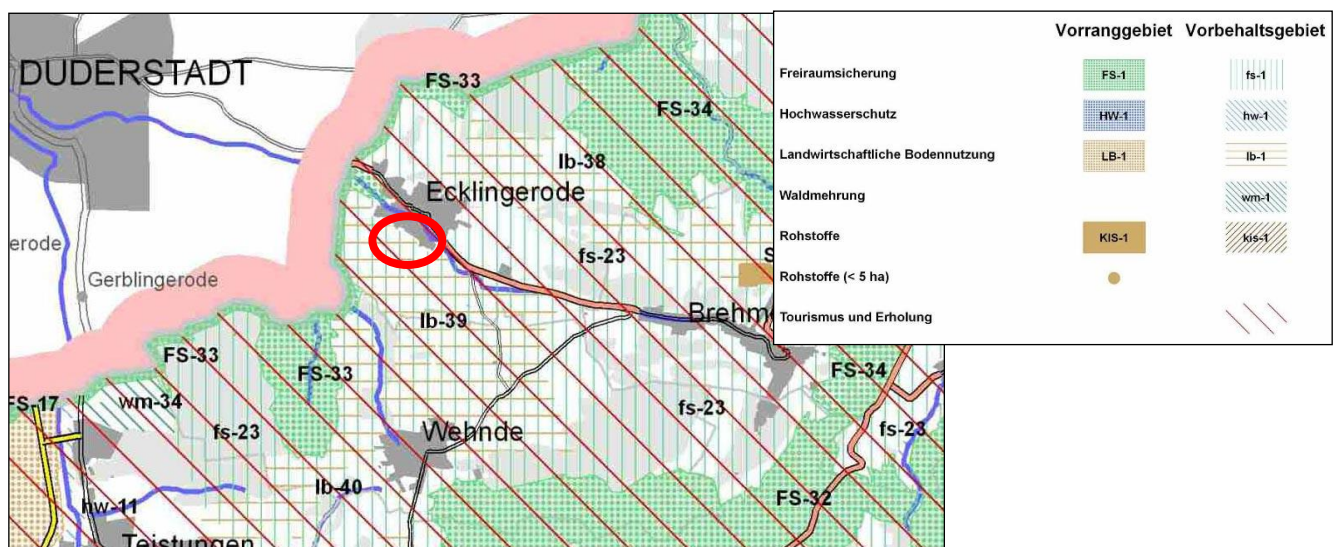 DUDERSTADT
FS-33
FS-34
lb-38
Ecklingerode
erode
Gerblingerode
fs-23
S
lb-39
Brehme
FS-33
FS-33
FS-34
FS-17
wm-34
fs-23
fs-23
fs-23
Wehnde
lb-40
FS-32
hw-11
Teistungen
Vorranggebiet Vorbehaltsgebiet
Freiraumsicherung FS-1 fs-1
Hochwasserschutz HW-1 hw-1
Landwirtschaftliche Bodennutzung LB-1 lb-1
Waldmehrung wm-1
Rohstoffe KIS-1 kis-1
Rohstoffe (< 5 ha)
Tourismus und Erholung